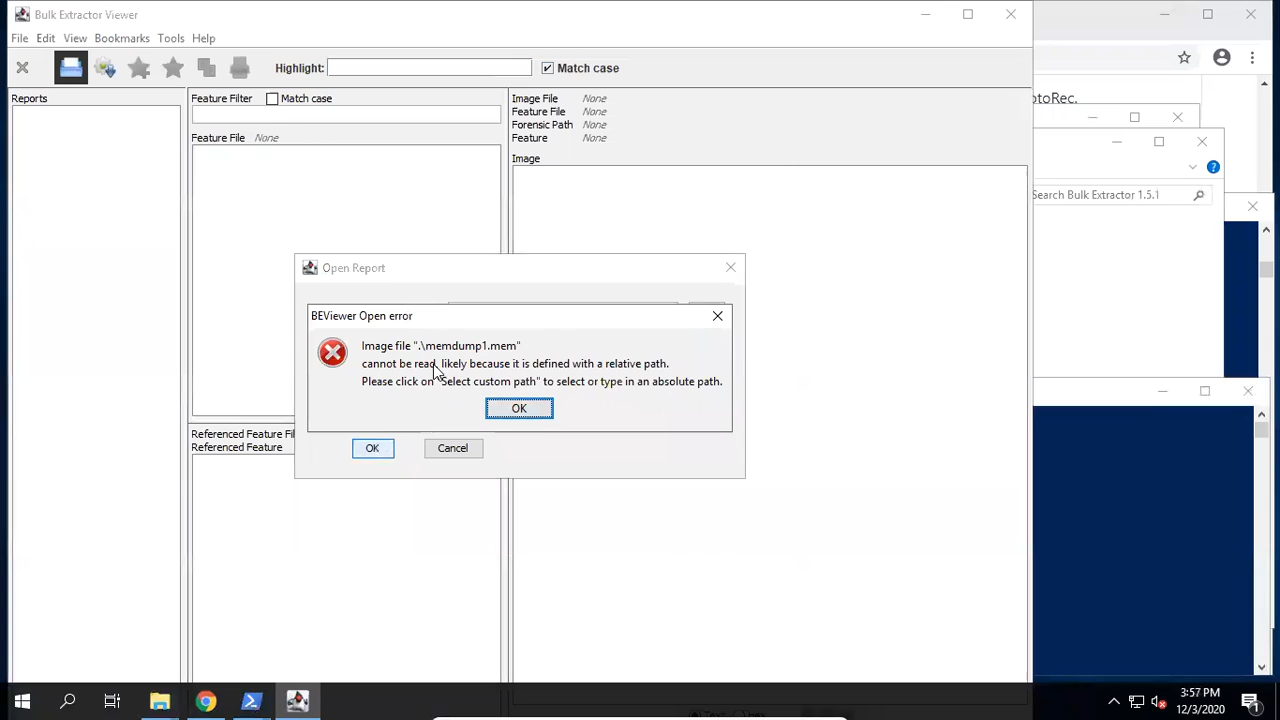 Bulk Extractor Viewer
File Edit View Bookmarks Tools Help
Highlight: Match case
Reports
Feature Filter Match case
Feature File None
Image File None
Feature File None
Forensic Path None
Feature None
Image
otoRec.
Search Bulk Extractor 1.5.1
Open Report
BEViewer Open error
Image file ".\memdump1.mem"
cannot be read, likely because it is defined with a relative path.
Please click on "Select custom path" to select or type in an absolute path.
OK
OK Cancel
Referenced Feature Fil
Referenced Feature
3:57 PM
12/3/2020